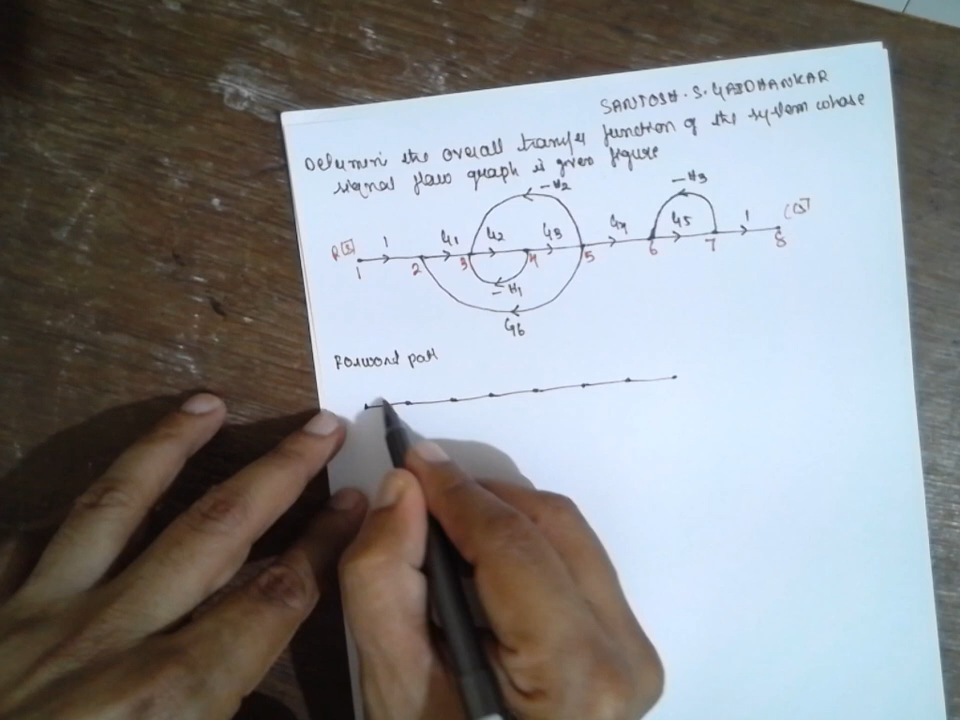 SANTOSH.S.GAIDHANKAR
the overall transfer function of the system whose
signal flow graph is given figure
-H2
-H3
1 G1 G2 G3 G4 G5 1 C(S)
R(S)
1 2 3 4 5 6 7 8
-H1
G6
Forward path